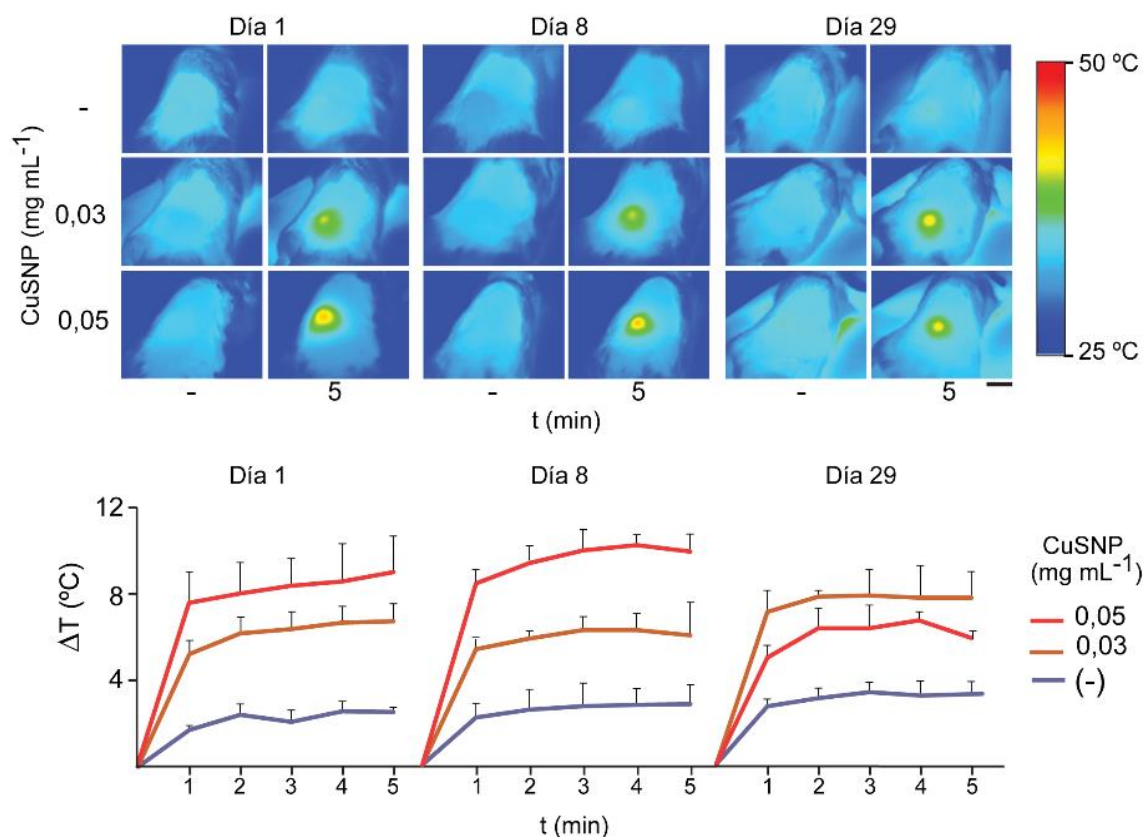 Día 1 Día 8 Día 29
50 ºC
-
CuSNP (mg mL⁻¹)
0,03
0,05
25 ºC
- 5 - 5 - 5
t (min)
Día 1 Día 8 Día 29
12
8
4
ΔT (ºC)
CuSNP
(mg mL⁻¹)
0,05
0,03
(-)
1 2 3 4 5 1 2 3 4 5 1 2 3 4 5
t (min)